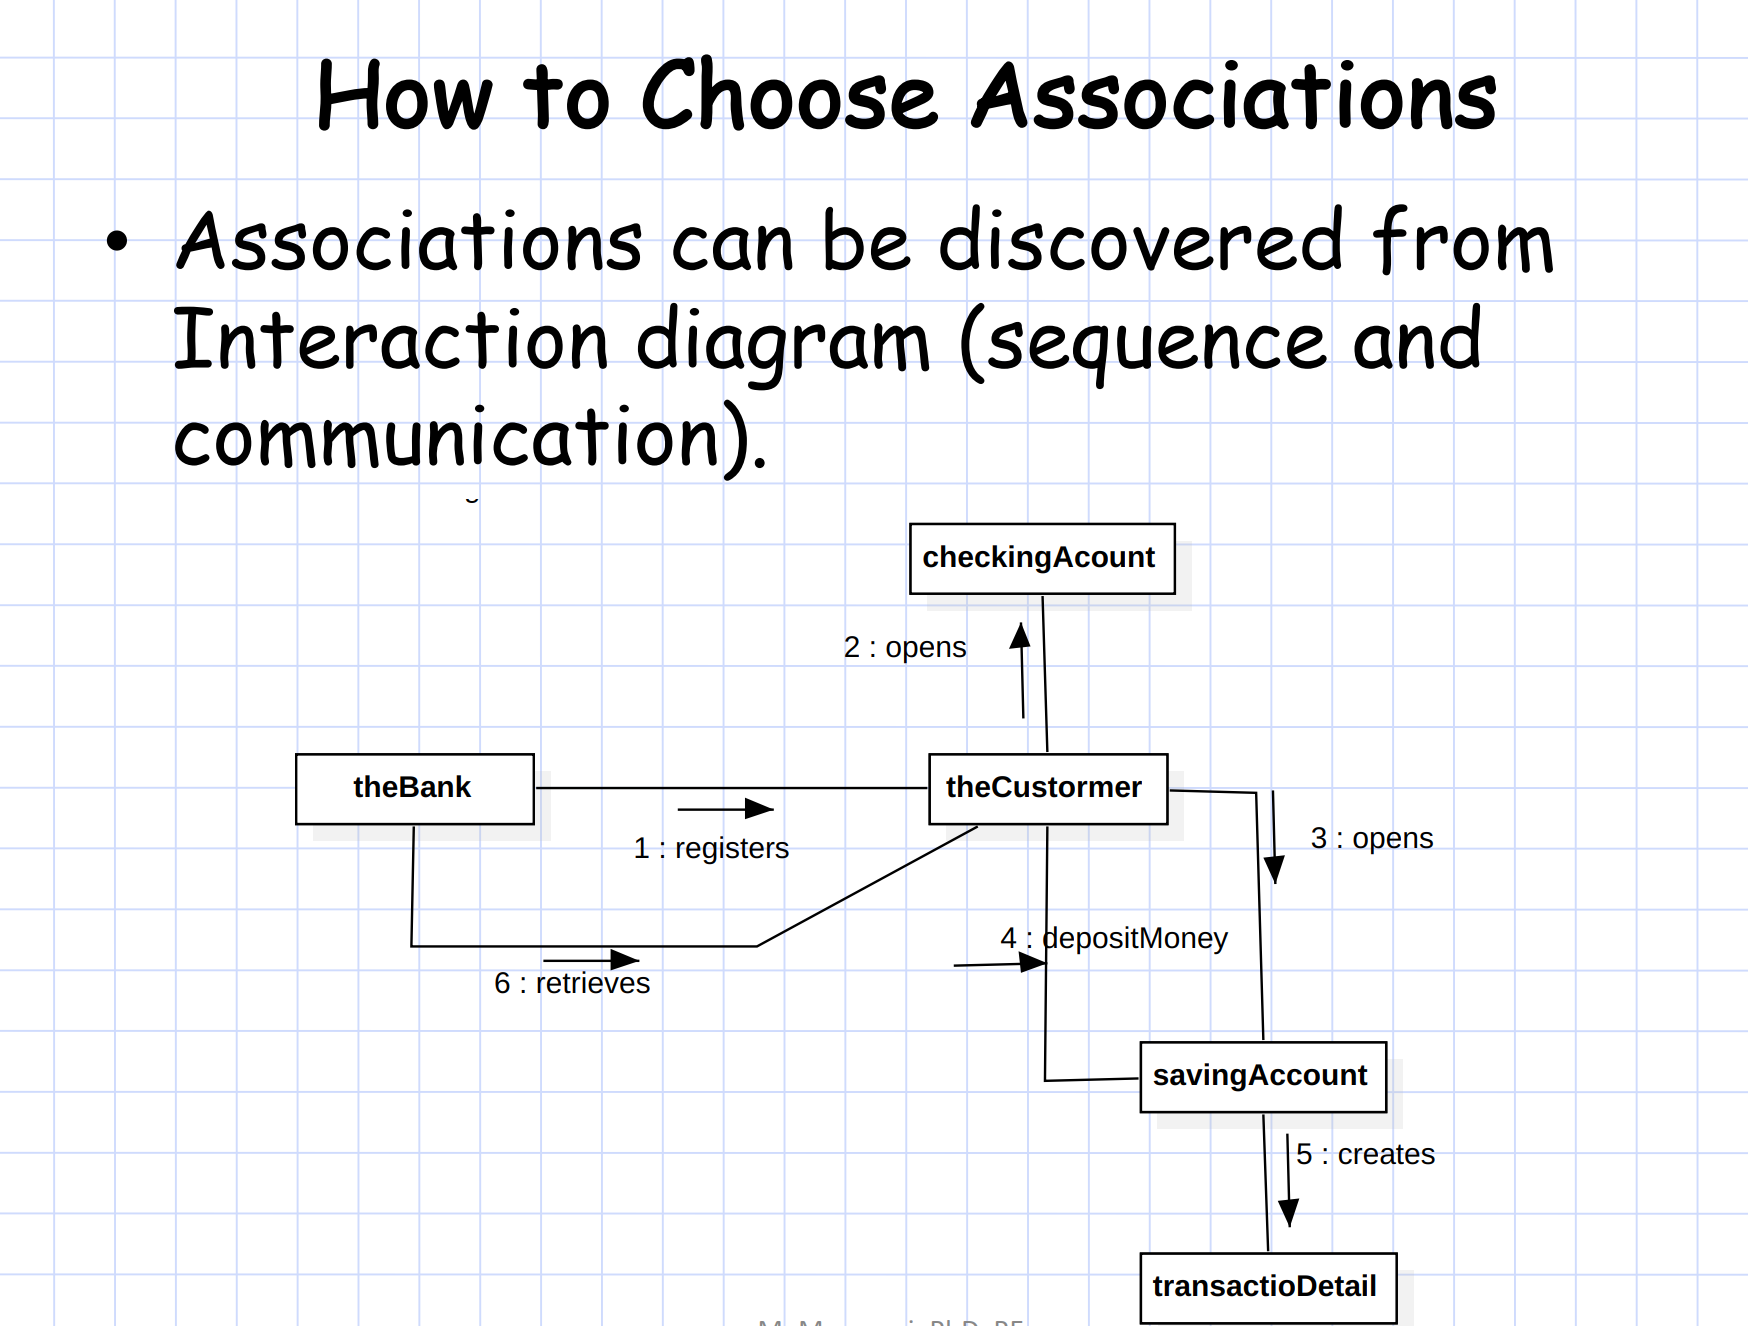 How to Choose Associations
• Associations can be discovered from
Interaction diagram (sequence and
communication).
checkingAcount
2 : opens
theBank
theCustormer
1 : registers
3 : opens
4 : depositMoney
6 : retrieves
savingAccount
5 : creates
transactioDetail